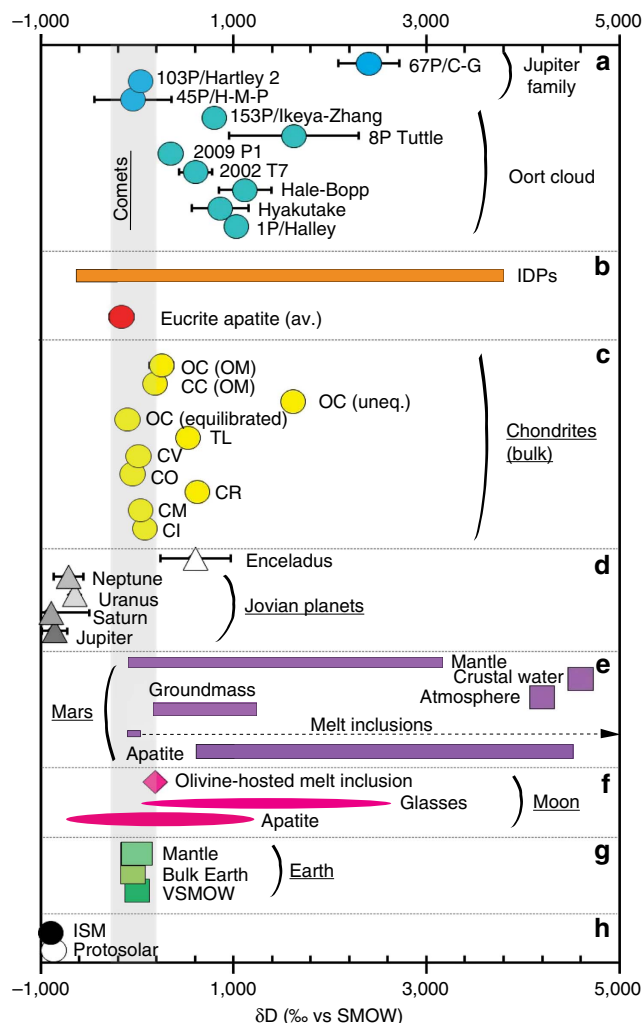 −1,000 1,000 3,000 5,000
a
67P/C-G
Jupiter
family
103P/Hartley 2
45P/H-M-P
153P/Ikeya-Zhang
8P Tuttle
2009 P1
2002 T7
Oort cloud
Comets
Hale-Bopp
Hyakutake
1P/Halley
b
IDPs
Eucrite apatite (av.)
c
OC (OM)
CC (OM)
OC (uneq.)
OC (equilibrated)
TL
Chondrites
(bulk)
CV
CO
CR
CM
CI
d
Enceladus
Neptune
Uranus
Jovian planets
Saturn
Jupiter
e
Mantle
Crustal water
Atmosphere
Groundmass
Mars
Melt inclusions
Apatite
f
Olivine-hosted melt inclusion
Glasses
Moon
Apatite
g
Mantle
Bulk Earth
Earth
VSMOW
h
ISM
Protosolar
−1,000 1,000 3,000 5,000
δD (‰ vs SMOW)